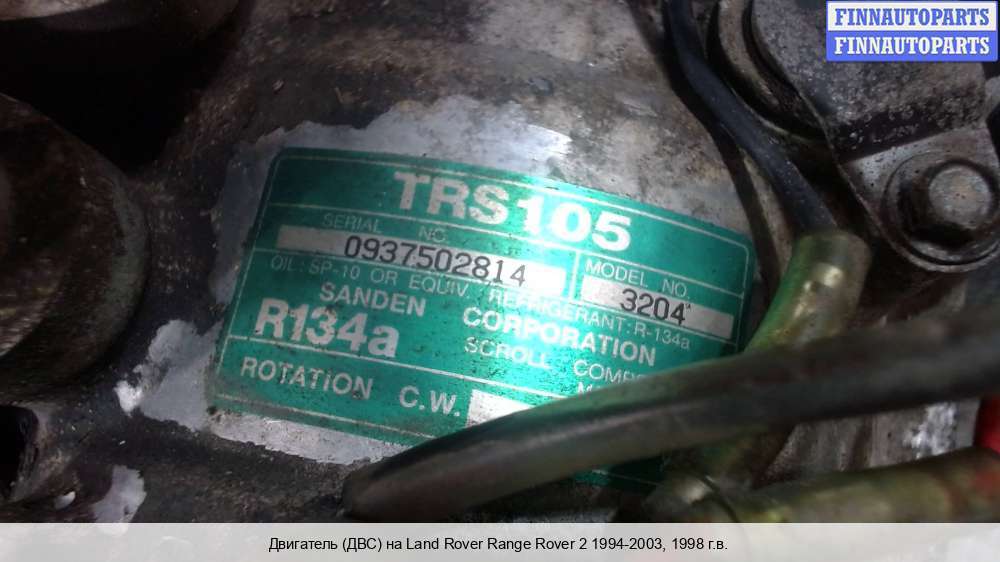 FINNAUTOPARTS
FINNAUTOPARTS
TRS105
SERIAL NO.
0937502814
MODEL NO.
3204
OIL: SP-10 OR EQUIV. REFRIGERANT: R-134a
SANDEN CORPORATION
R134a
SCROLL
ROTATION C.W.
Двигатель (ДВС) на Land Rover Range Rover 2 1994-2003, 1998 г.в.